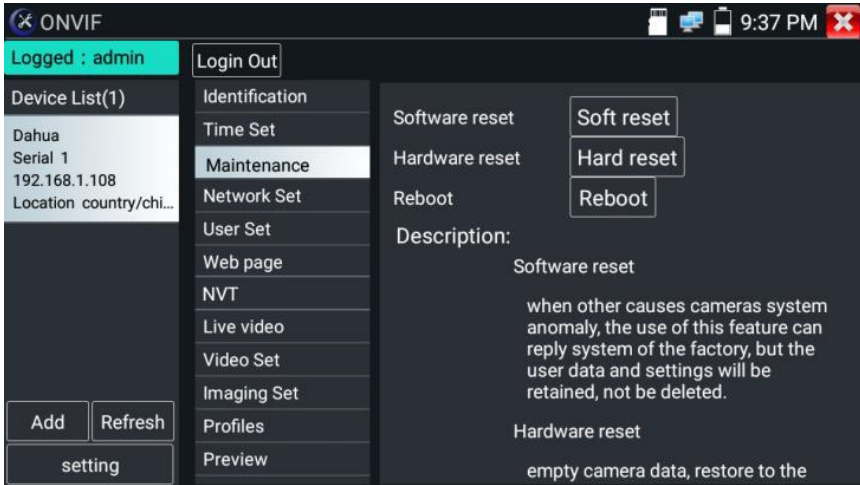 ONVIF
9:37 PM
Logged : admin
Login Out
Device List(1)
Dahua
Serial 1
192.168.1.108
Location country/chi...
Add
Refresh
setting
Identification
Time Set
Maintenance
Network Set
User Set
Web page
NVT
Live video
Video Set
Imaging Set
Profiles
Preview
Software reset
Soft reset
Hardware reset
Hard reset
Reboot
Reboot
Description:
Software reset
when other causes cameras system
anomaly, the use of this feature can
reply system of the factory, but the
user data and settings will be
retained, not be deleted.
Hardware reset
empty camera data, restore to the